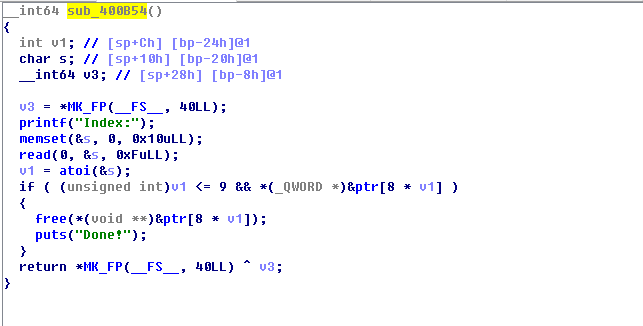 __int64 sub_400B54()
{
int v1; // [sp+Ch] [bp-24h]@1
char s; // [sp+10h] [bp-20h]@1
__int64 v3; // [sp+28h] [bp-8h]@1
v3 = *MK_FP(__FS__, 40LL);
printf("Index:");
memset(&s, 0, 0x10uLL);
read(0, &s, 0xFuLL);
v1 = atoi(&s);
if ( (unsigned int)v1 <= 9 && *(_QWORD *)&ptr[8 * v1] )
{
free(*(void **)&ptr[8 * v1]);
puts("Done!");
}
return *MK_FP(__FS__, 40LL) ^ v3;
}